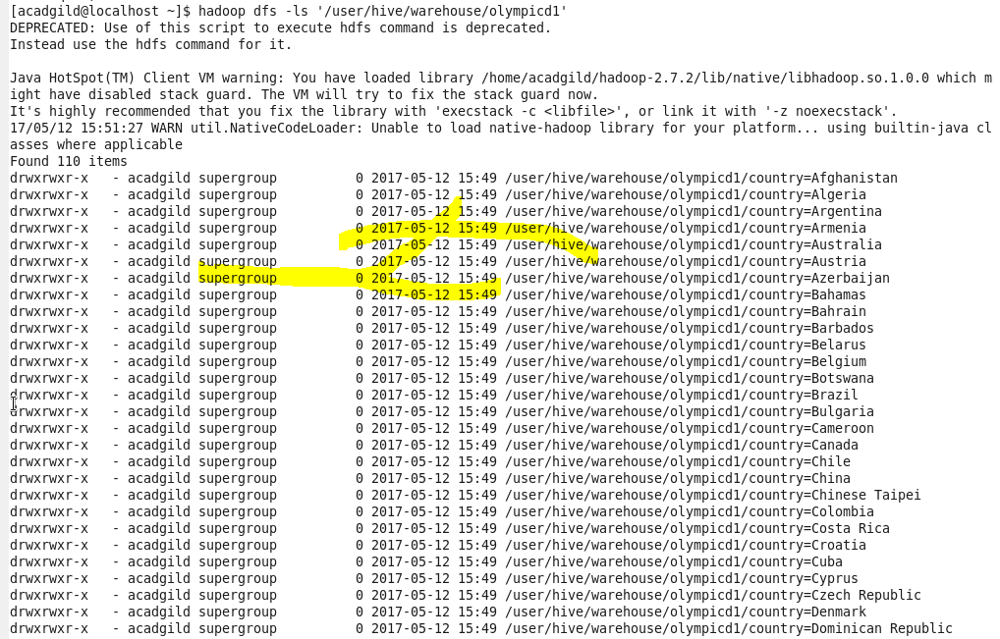 [acadgild@localhost ~]$ hadoop dfs -ls '/user/hive/warehouse/olympicd1'
DEPRECATED: Use of this script to execute hdfs command is deprecated.
Instead use the hdfs command for it.
Java HotSpot(TM) Client VM warning: You have loaded library /home/acadgild/hadoop-2.7.2/lib/native/libhadoop.so.1.0.0 which m
ight have disabled stack guard. The VM will try to fix the stack guard now.
It's highly recommended that you fix the library with 'execstack -c <libfile>', or link it with '-z noexecstack'.
17/05/12 15:51:27 WARN util.NativeCodeLoader: Unable to load native-hadoop library for your platform... using builtin-java cl
asses where applicable
Found 110 items
drwxrwxr-x   - acadgild supergroup          0 2017-05-12 15:49 /user/hive/warehouse/olympicd1/country=Afghanistan
drwxrwxr-x   - acadgild supergroup          0 2017-05-12 15:49 /user/hive/warehouse/olympicd1/country=Algeria
drwxrwxr-x   - acadgild supergroup          0 2017-05-12 15:49 /user/hive/warehouse/olympicd1/country=Argentina
drwxrwxr-x   - acadgild supergroup          0 2017-05-12 15:49 /user/hive/warehouse/olympicd1/country=Armenia
drwxrwxr-x   - acadgild supergroup          0 2017-05-12 15:49 /user/hive/warehouse/olympicd1/country=Australia
drwxrwxr-x   - acadgild supergroup          0 2017-05-12 15:49 /user/hive/warehouse/olympicd1/country=Austria
drwxrwxr-x   - acadgild supergroup          0 2017-05-12 15:49 /user/hive/warehouse/olympicd1/country=Azerbaijan
drwxrwxr-x   - acadgild supergroup          0 2017-05-12 15:49 /user/hive/warehouse/olympicd1/country=Bahamas
drwxrwxr-x   - acadgild supergroup          0 2017-05-12 15:49 /user/hive/warehouse/olympicd1/country=Bahrain
drwxrwxr-x   - acadgild supergroup          0 2017-05-12 15:49 /user/hive/warehouse/olympicd1/country=Barbados
drwxrwxr-x   - acadgild supergroup          0 2017-05-12 15:49 /user/hive/warehouse/olympicd1/country=Belarus
drwxrwxr-x   - acadgild supergroup          0 2017-05-12 15:49 /user/hive/warehouse/olympicd1/country=Belgium
drwxrwxr-x   - acadgild supergroup          0 2017-05-12 15:49 /user/hive/warehouse/olympicd1/country=Botswana
drwxrwxr-x   - acadgild supergroup          0 2017-05-12 15:49 /user/hive/warehouse/olympicd1/country=Brazil
drwxrwxr-x   - acadgild supergroup          0 2017-05-12 15:49 /user/hive/warehouse/olympicd1/country=Bulgaria
drwxrwxr-x   - acadgild supergroup          0 2017-05-12 15:49 /user/hive/warehouse/olympicd1/country=Cameroon
drwxrwxr-x   - acadgild supergroup          0 2017-05-12 15:49 /user/hive/warehouse/olympicd1/country=Canada
drwxrwxr-x   - acadgild supergroup          0 2017-05-12 15:49 /user/hive/warehouse/olympicd1/country=Chile
drwxrwxr-x   - acadgild supergroup          0 2017-05-12 15:49 /user/hive/warehouse/olympicd1/country=China
drwxrwxr-x   - acadgild supergroup          0 2017-05-12 15:49 /user/hive/warehouse/olympicd1/country=Chinese Taipei
drwxrwxr-x   - acadgild supergroup          0 2017-05-12 15:49 /user/hive/warehouse/olympicd1/country=Colombia
drwxrwxr-x   - acadgild supergroup          0 2017-05-12 15:49 /user/hive/warehouse/olympicd1/country=Costa Rica
drwxrwxr-x   - acadgild supergroup          0 2017-05-12 15:49 /user/hive/warehouse/olympicd1/country=Croatia
drwxrwxr-x   - acadgild supergroup          0 2017-05-12 15:49 /user/hive/warehouse/olympicd1/country=Cuba
drwxrwxr-x   - acadgild supergroup          0 2017-05-12 15:49 /user/hive/warehouse/olympicd1/country=Cyprus
drwxrwxr-x   - acadgild supergroup          0 2017-05-12 15:49 /user/hive/warehouse/olympicd1/country=Czech Republic
drwxrwxr-x   - acadgild supergroup          0 2017-05-12 15:49 /user/hive/warehouse/olympicd1/country=Denmark
drwxrwxr-x   - acadgild supergroup          0 2017-05-12 15:49 /user/hive/warehouse/olympicd1/country=Dominican Republic